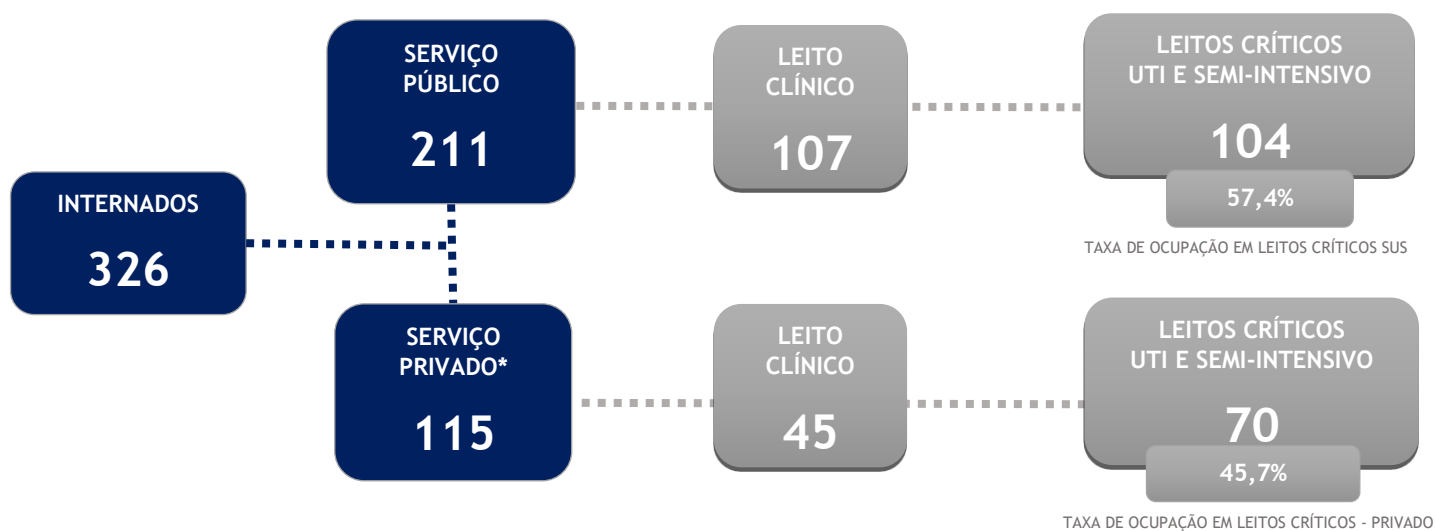 INTERNADOS
326
SERVIÇO
PÚBLICO
211
LEITO
CLÍNICO
107
LEITOS CRÍTICOS
UTI E SEMI-INTENSIVO
104
57,4%
TAXA DE OCUPAÇÃO EM LEITOS CRÍTICOS SUS
SERVIÇO
PRIVADO*
115
LEITO
CLÍNICO
45
LEITOS CRÍTICOS
UTI E SEMI-INTENSIVO
70
45,7%
TAXA DE OCUPAÇÃO EM LEITOS CRÍTICOS - PRIVADO